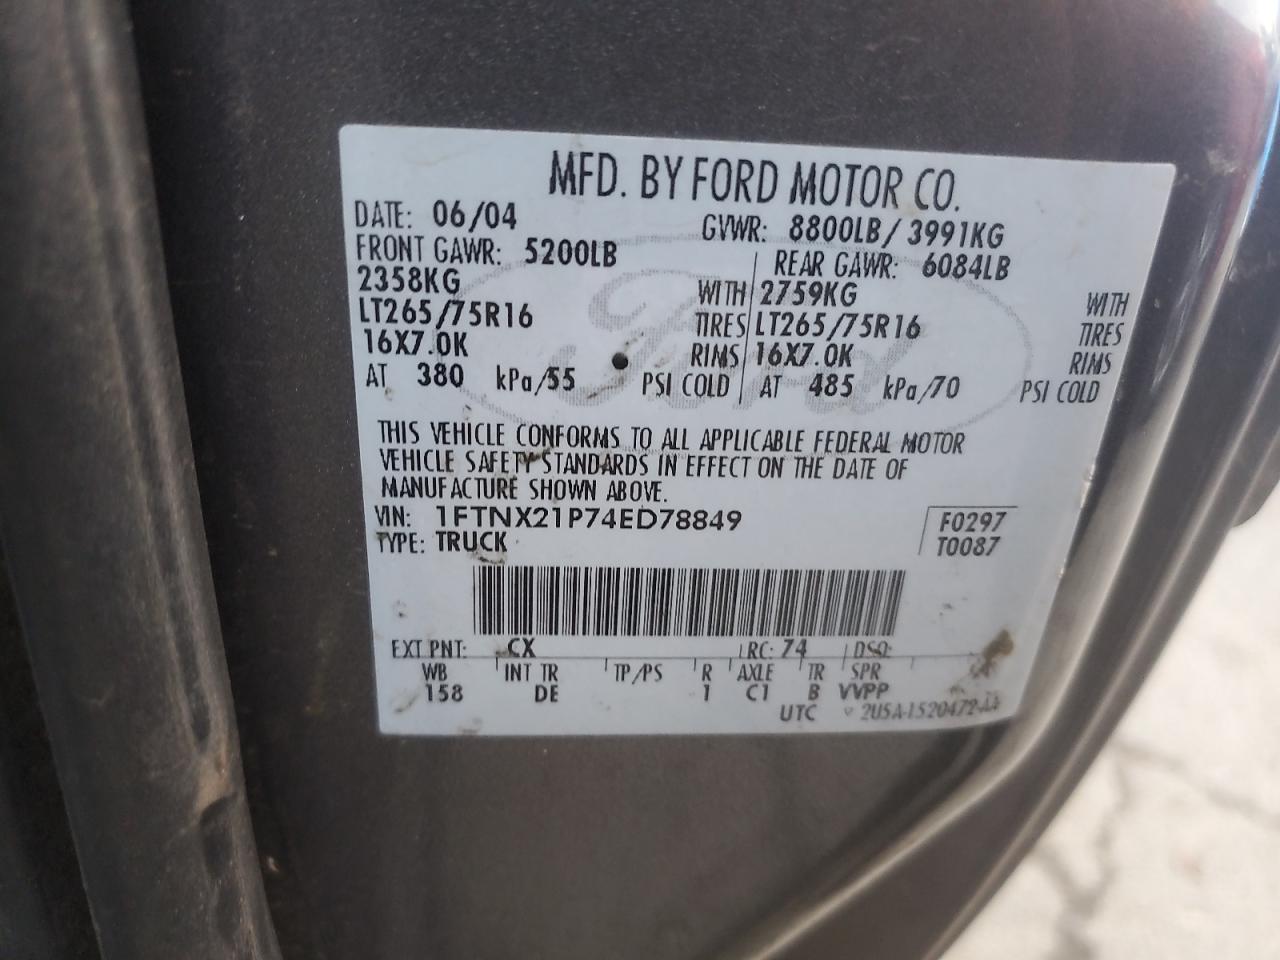 MFD. BY FORD MOTOR CO.
DATE: 06/04 GVWR: 8800LB / 3991KG
FRONT GAWR: 5200LB REAR GAWR: 6084LB
2358KG WITH 2759KG WITH
LT265/75R16 TIRES LT265/75R16 TIRES
16X7.0K RIMS 16X7.0K RIMS
AT 380 kPa/55 PSI COLD AT 485 kPa/70 PSI COLD
Ford
THIS VEHICLE CONFORMS TO ALL APPLICABLE FEDERAL MOTOR
VEHICLE SAFETY STANDARDS IN EFFECT ON THE DATE OF
MANUFACTURE SHOWN ABOVE.
VIN: 1FTNX21P74ED78849 F0297
TYPE: TRUCK T0087
EXT PNT: CX RC: 74 DSO:
WB INT TR TP/PS R AXLE TR SPR
158 DE 1 C1 B VVPP
UTC 2U5A-1520472-AA